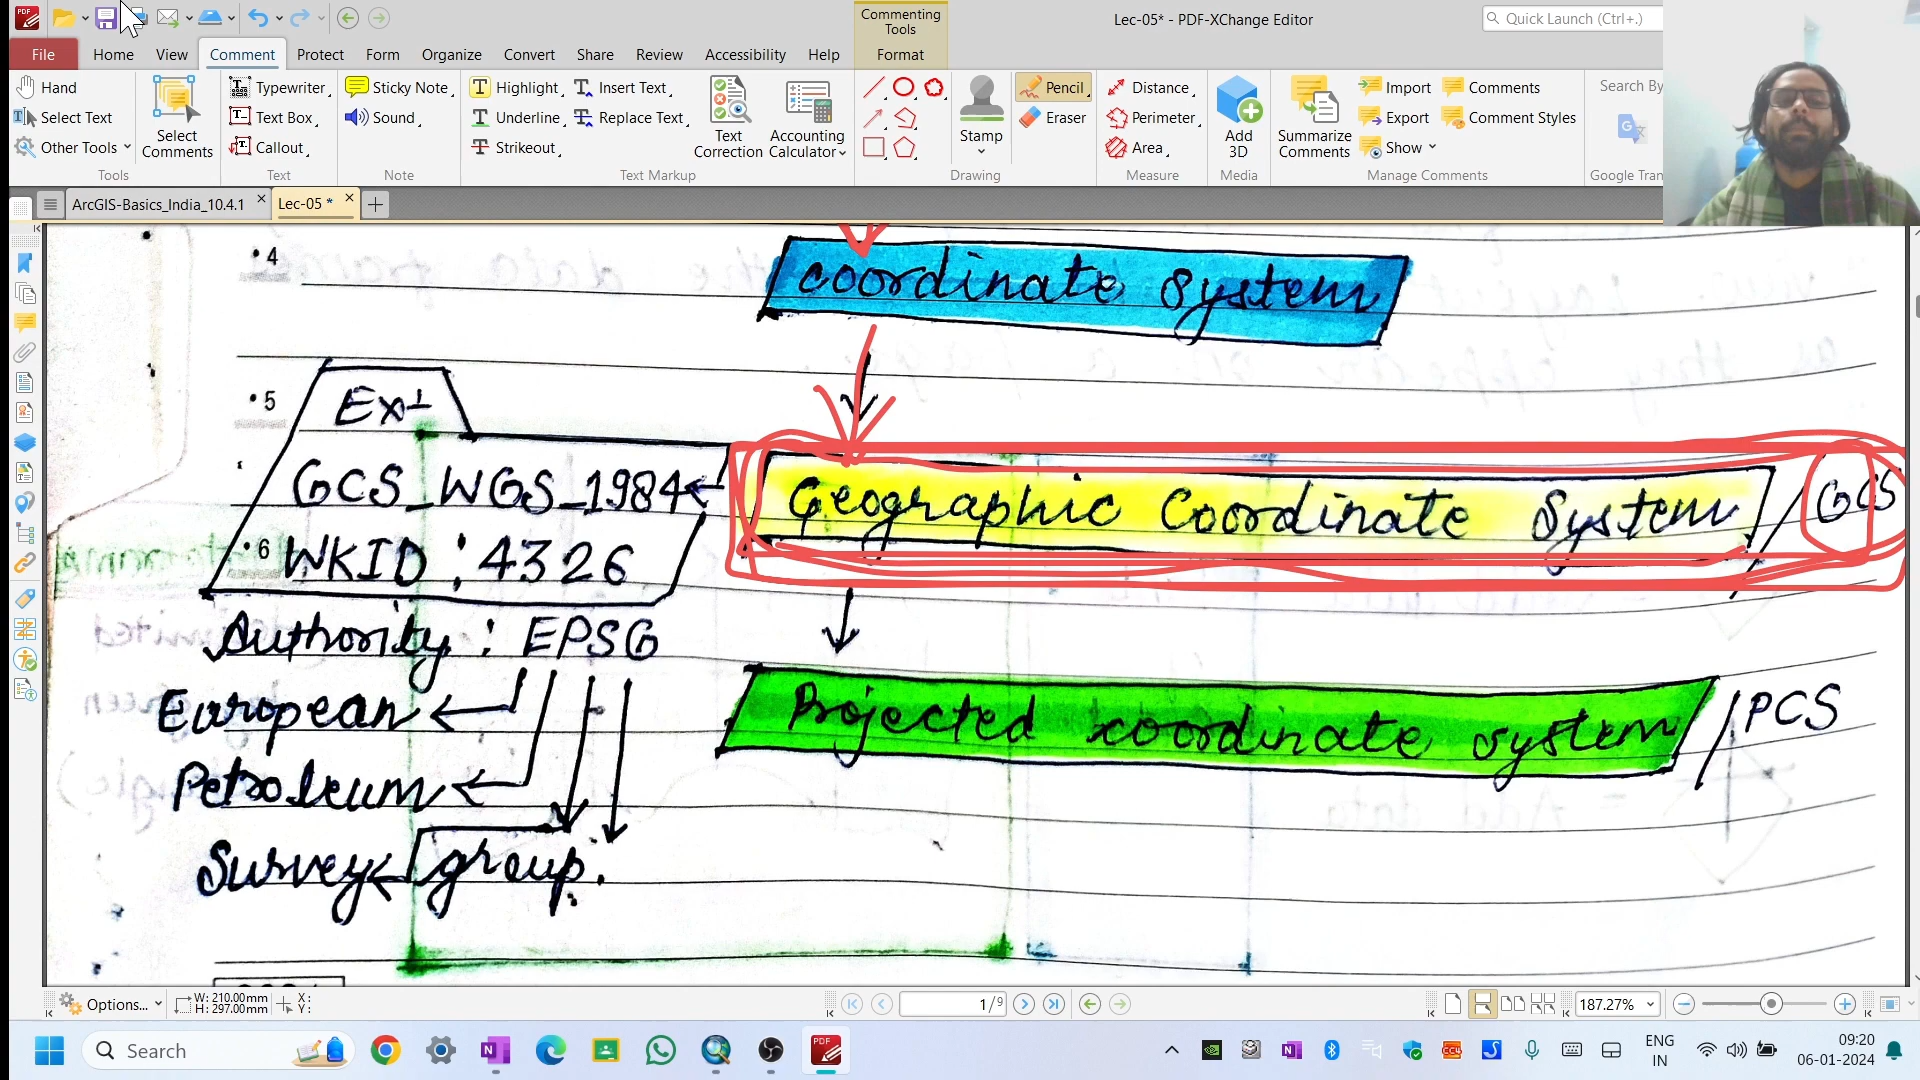 Commenting Tools
Lec-05* - PDF-XChange Editor
Quick Launch (Ctrl+.)
File Home View Comment Protect Form Organize Convert Share Review Accessibility Help Format
Hand
Select Text
Other Tools
Tools
Select Comments
Typewriter
Text Box
Callout
Text
Sticky Note
Sound
Note
Highlight
Underline
Strikeout
Insert Text
Replace Text
Text Correction
Accounting Calculator
Text Markup
Stamp
Pencil
Eraser
Drawing
Distance
Perimeter
Area
Measure
Add 3D
Media
Summarize Comments
Import
Export
Show
Comments
Comment Styles
Manage Comments
Search By
Google Tran
ArcGIS-Basics_India_10.4.1
Lec-05 *
•4
coordinate System
•5
Ex-1
GCS_WGS_1984
Geographic Coordinate System / GCS
•6
WKID : 4326
Authority : EPSG
European
Projected coordinate system / PCS
Petroleum
Survey group.
Options...
W: 210.00mm
H: 297.00mm
X:
Y:
1/9
187.27%
Search
ENG
IN
09:20
06-01-2024